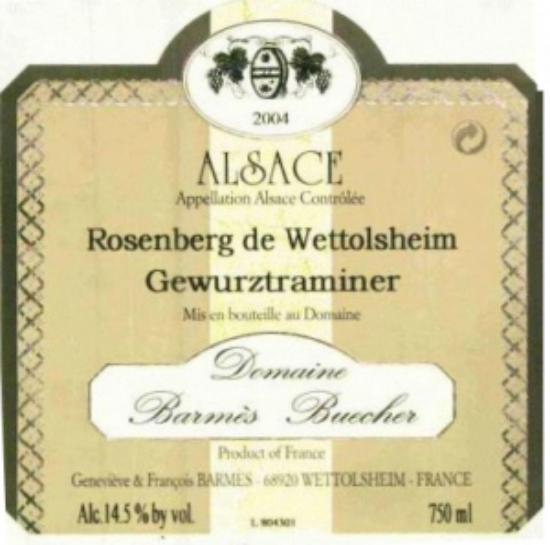 2004
ALSACE
Appellation Alsace Contrôlée
Rosenberg de Wettolsheim
Gewurztraminer
Mis en bouteille au Domaine
Domaine
Barmès Buecher
Product of France
Geneviève & François BARMÈS - 68920 WETTOLSHEIM - FRANCE
Alc. 14.5 % by vol. L 804301 750 ml